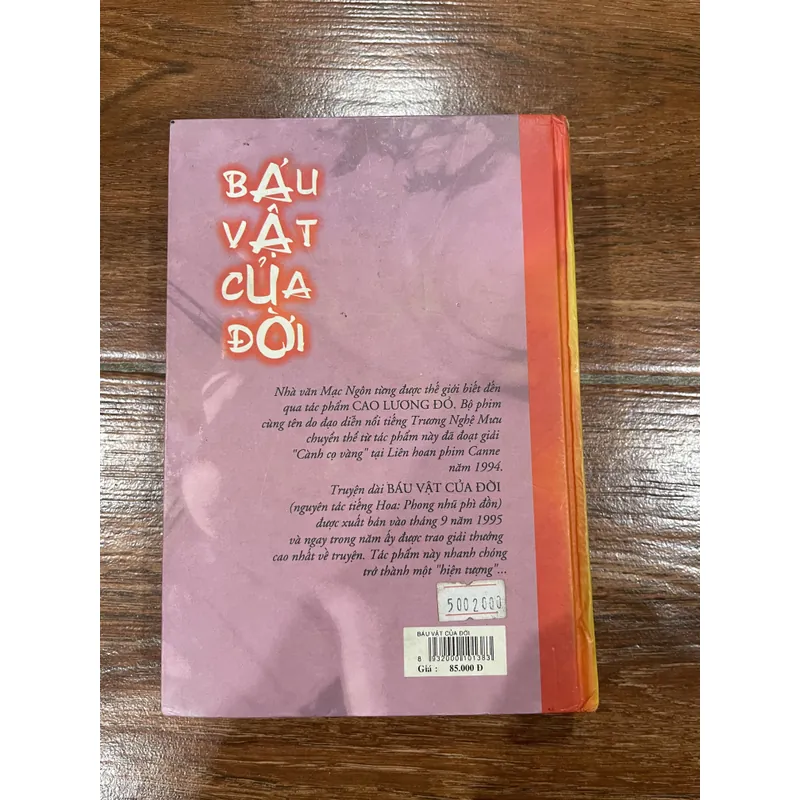 BÁU
VẬT
CỦA
ĐỜI
Nhà văn Mạc Ngôn từng được thế giới biết đến
qua tác phẩm CAO LƯƠNG ĐỎ. Bộ phim
cùng tên do đạo diễn nổi tiếng Trương Nghệ Mưu
chuyển thể từ tác phẩm này đã đoạt giải
"Cành cọ vàng" tại Liên hoan phim Canne
năm 1994.
Truyện dài BÁU VẬT CỦA ĐỜI
(nguyên tác tiếng Hoa: Phong nhũ phì đồn)
được xuất bản vào tháng 9 năm 1995
và ngay trong năm ấy được trao giải thưởng
cao nhất về truyện. Tác phẩm này nhanh chóng
trở thành một "hiện tượng"...
5002000
BÁU VẬT CỦA ĐỜI
8 932000 101383
Giá : 85.000 D